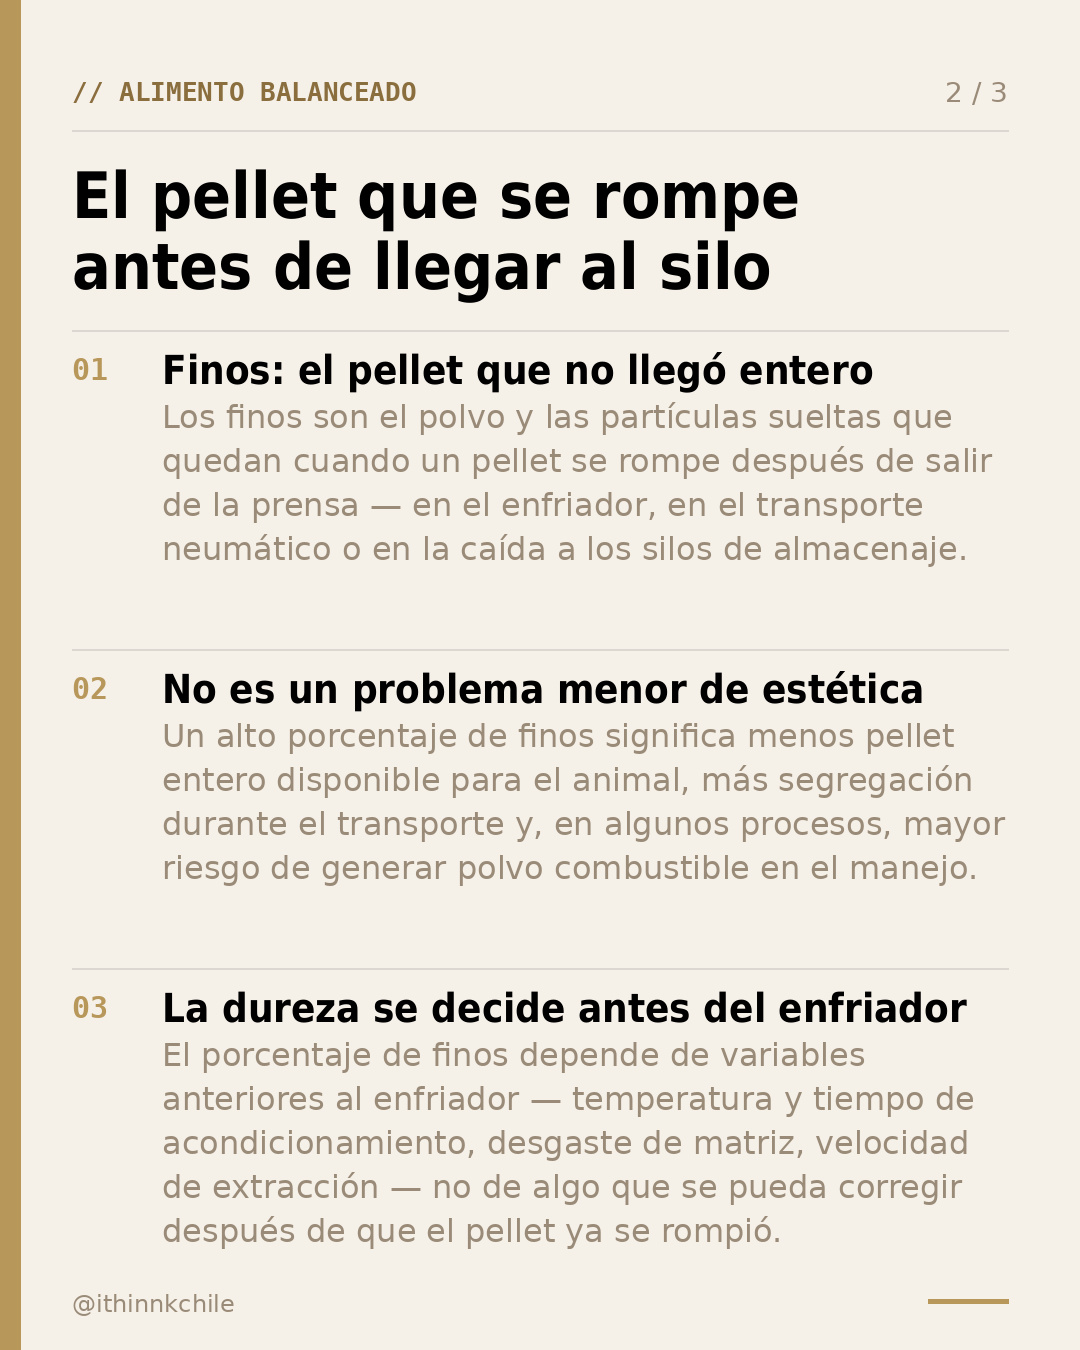 // ALIMENTO BALANCEADO
2 / 3
El pellet que se rompe
antes de llegar al silo
01
Finos: el pellet que no llegó entero
Los finos son el polvo y las partículas sueltas que
quedan cuando un pellet se rompe después de salir
de la prensa — en el enfriador, en el transporte
neumático o en la caída a los silos de almacenaje.
02
No es un problema menor de estética
Un alto porcentaje de finos significa menos pellet
entero disponible para el animal, más segregación
durante el transporte y, en algunos procesos, mayor
riesgo de generar polvo combustible en el manejo.
03
La dureza se decide antes del enfriador
El porcentaje de finos depende de variables
anteriores al enfriador — temperatura y tiempo de
acondicionamiento, desgaste de matriz, velocidad
de extracción — no de algo que se pueda corregir
después de que el pellet ya se rompió.
@ithinnkchile